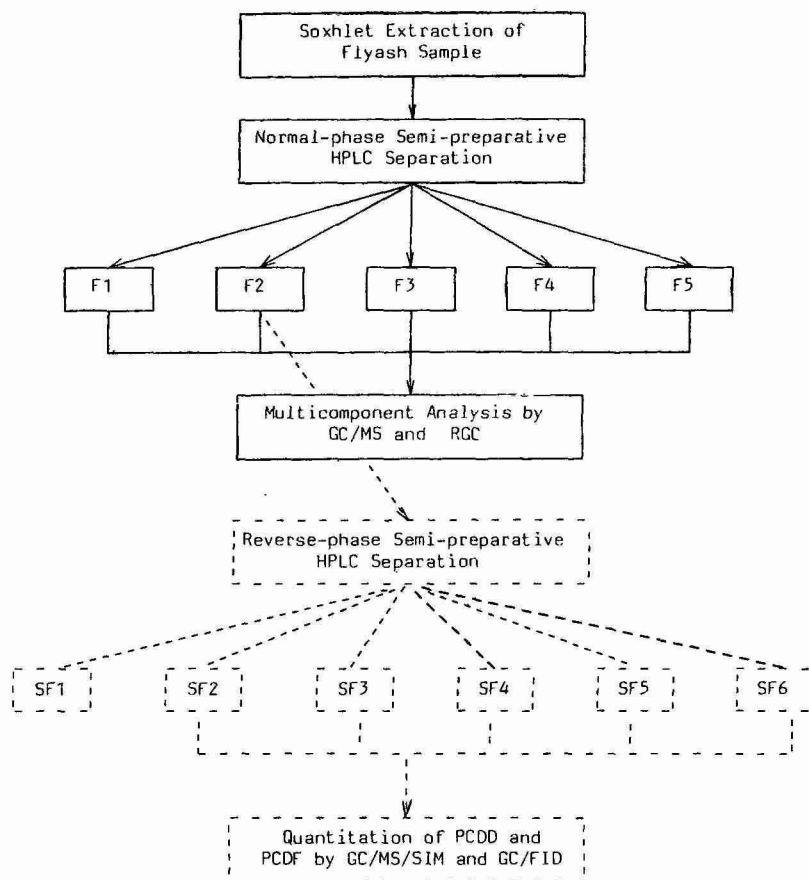 Soxhlet Extraction of
Flyash Sample
Normal-phase Semi-preparative
HPLC Separation
F1 F2 F3 F4 F5
Multicomponent Analysis by
GC/MS and RGC
Reverse-phase Semi-preparative
HPLC Separation
SF1 SF2 SF3 SF4 SF5 SF6
Quantitation of PCDD and
PCDF by GC/MS/SIM and GC/FID